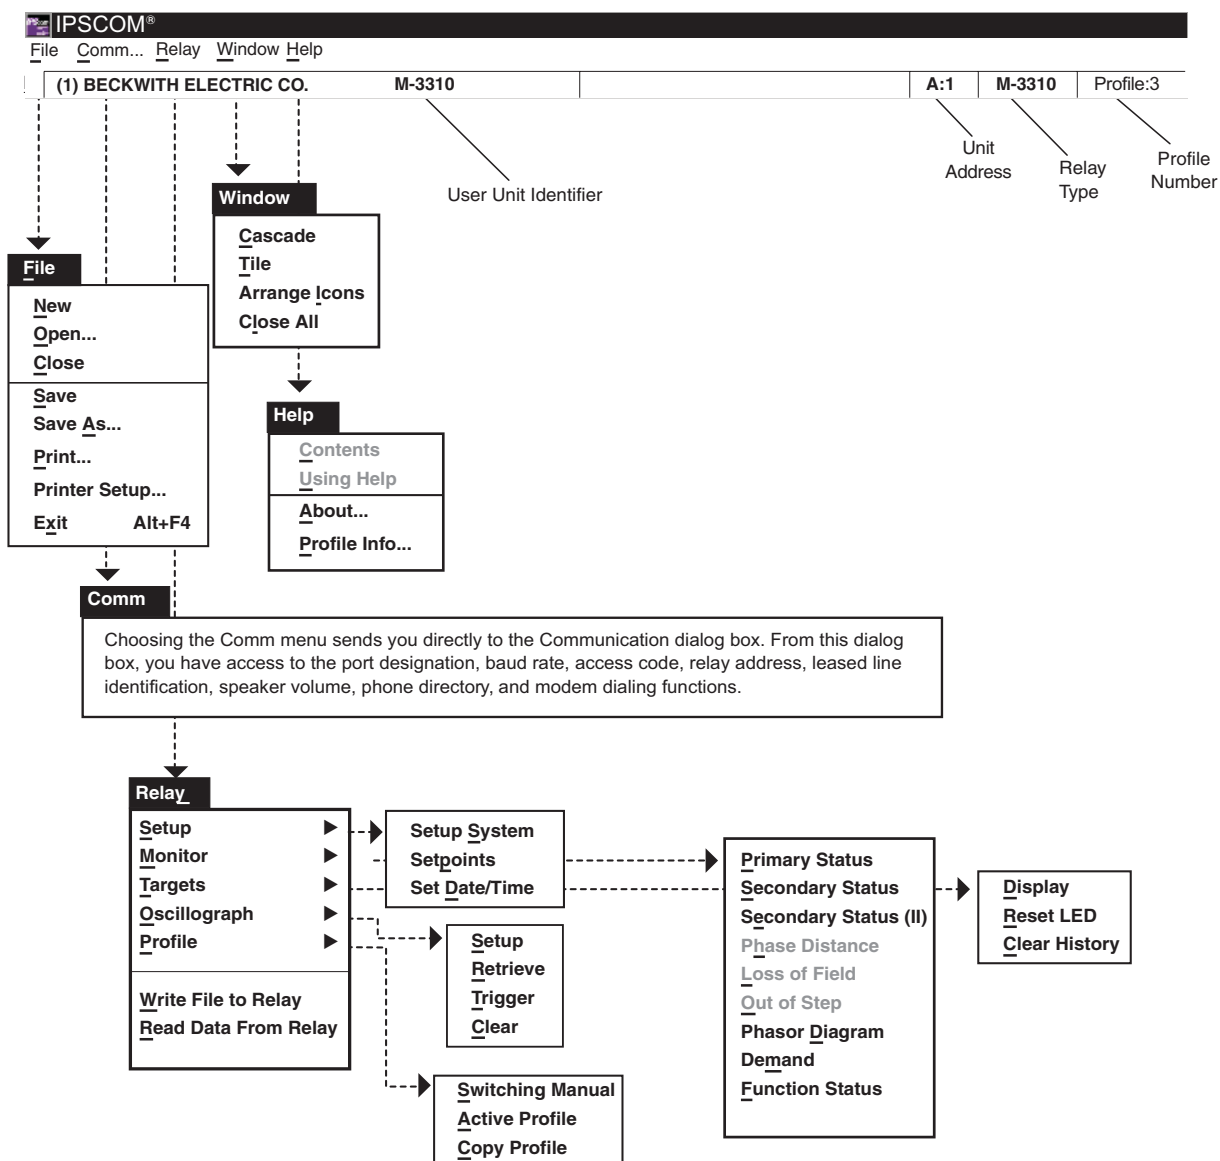 IPSCOM®
File Comm... Relay Window Help
(1) BECKWITH ELECTRIC CO. M-3310 A:1 M-3310 Profile:3
User Unit Identifier
Unit
Address
Relay
Type
Profile
Number
Window
Cascade
Tile
Arrange Icons
Close All
File
New
Open...
Close
Save
Save As...
Print...
Printer Setup...
Exit Alt+F4
Help
Contents
Using Help
About...
Profile Info...
Comm
Choosing the Comm menu sends you directly to the Communication dialog box. From this dialog
box, you have access to the port designation, baud rate, access code, relay address, leased line
identification, speaker volume, phone directory, and modem dialing functions.
Relay
Setup
Monitor
Targets
Oscillograph
Profile
Write File to Relay
Read Data From Relay
Setup System
Setpoints
Set Date/Time
Setup
Retrieve
Trigger
Clear
Switching Manual
Active Profile
Copy Profile
Primary Status
Secondary Status
Secondary Status (II)
Phase Distance
Loss of Field
Out of Step
Phasor Diagram
Demand
Function Status
Display
Reset LED
Clear History